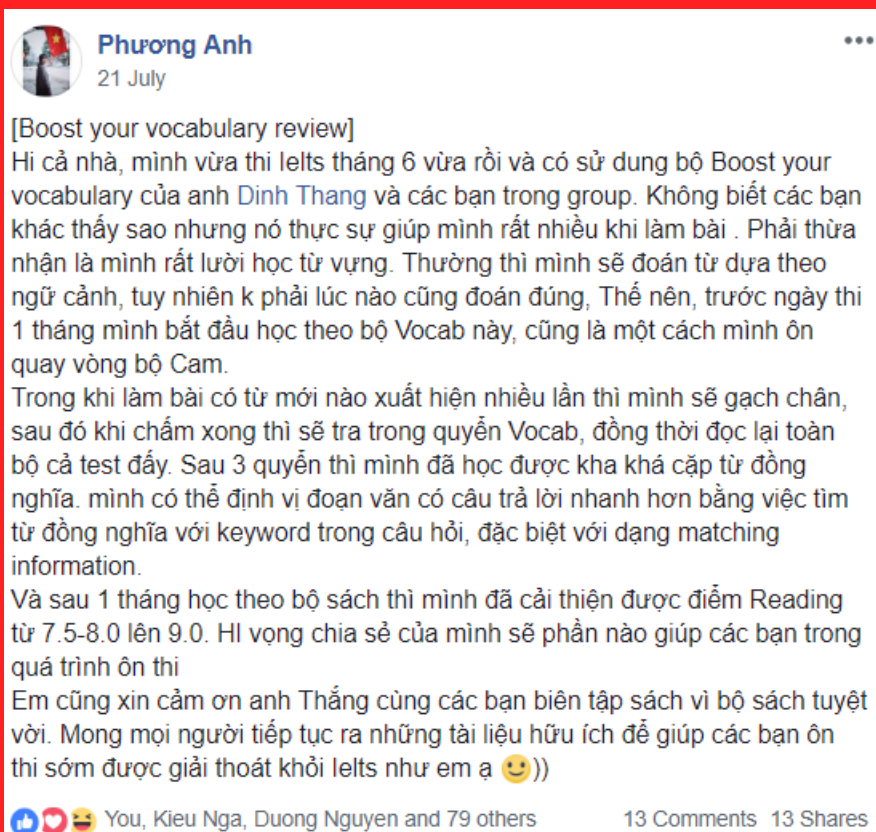 Phương Anh
21 July
[Boost your vocabulary review]
Hi cả nhà, mình vừa thi Ielts tháng 6 vừa rồi và có sử dung bộ Boost your
vocabulary của anh Dinh Thang và các bạn trong group. Không biết các bạn
khác thấy sao nhưng nó thực sự giúp mình rất nhiều khi làm bài . Phải thừa
nhận là mình rất lười học từ vựng. Thường thì mình sẽ đoán từ dựa theo
ngữ cảnh, tuy nhiên k phải lúc nào cũng đoán đúng, Thế nên, trước ngày thi
1 tháng mình bắt đầu học theo bộ Vocab này, cũng là một cách mình ôn
quay vòng bộ Cam.
Trong khi làm bài có từ mới nào xuất hiện nhiều lần thì mình sẽ gạch chân,
sau đó khi chấm xong thì sẽ tra trong quyển Vocab, đồng thời đọc lại toàn
bộ cả test đấy. Sau 3 quyển thì mình đã học được kha khá cặp từ đồng
nghĩa. mình có thể định vị đoạn văn có câu trả lời nhanh hơn bằng việc tìm
từ đồng nghĩa với keyword trong câu hỏi, đặc biệt với dạng matching
information.
Và sau 1 tháng học theo bộ sách thì mình đã cải thiện được điểm Reading
từ 7.5-8.0 lên 9.0. HI vọng chia sẻ của mình sẽ phần nào giúp các bạn trong
quá trình ôn thi
Em cũng xin cảm ơn anh Thắng cùng các bạn biên tập sách vì bộ sách tuyệt
vời. Mong mọi người tiếp tục ra những tài liệu hữu ích để giúp các bạn ôn
thi sớm được giải thoát khỏi Ielts như em ạ 🙂))
You, Kieu Nga, Duong Nguyen and 79 others 13 Comments 13 Shares